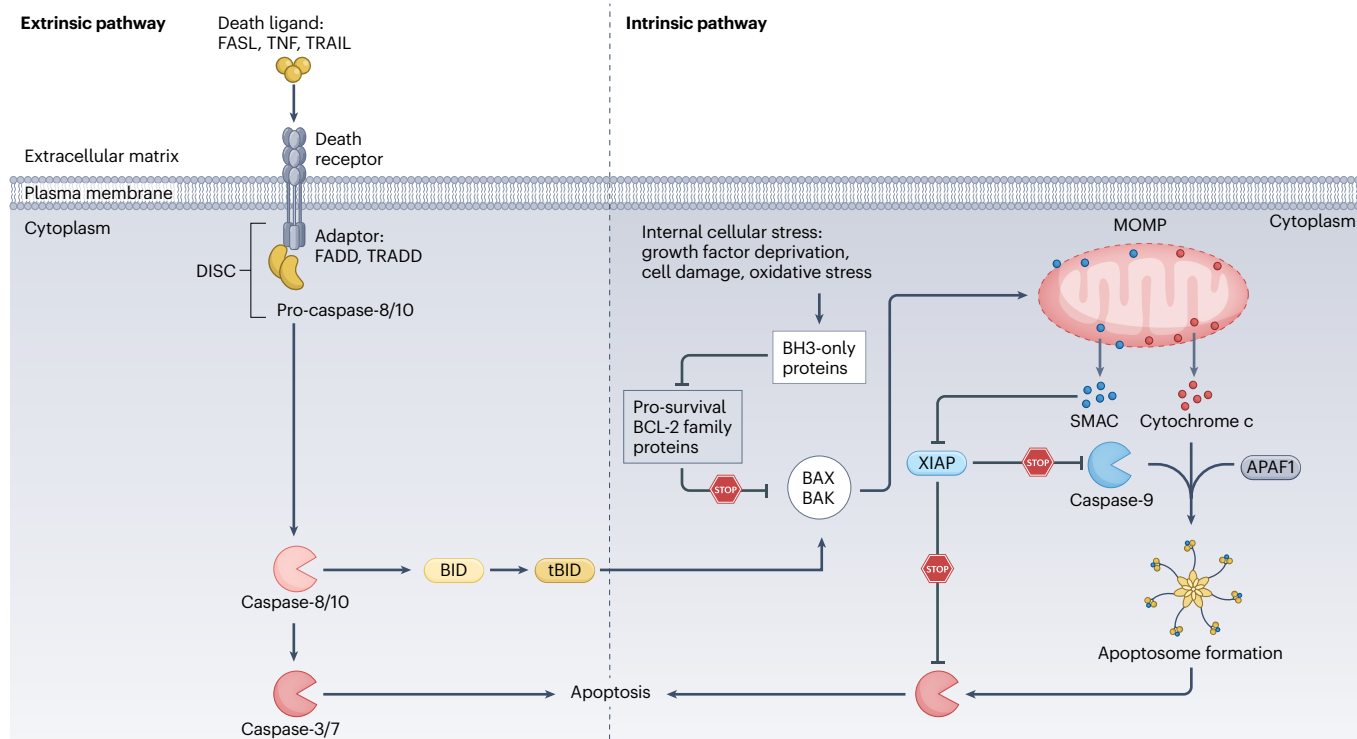 Extrinsic pathway
Death ligand:
FASL, TNF, TRAIL
Death
receptor
Extracellular matrix
Plasma membrane
Cytoplasm
DISC
Adaptor:
FADD, TRADD
Pro-caspase-8/10
Caspase-8/10
BID
tBID
Caspase-3/7
Apoptosis
Intrinsic pathway
Internal cellular stress:
growth factor deprivation,
cell damage, oxidative stress
BH3-only
proteins
Pro-survival
BCL-2 family
proteins
STOP
BAX
BAK
MOMP
Cytoplasm
SMAC
Cytochrome c
XIAP
STOP
Caspase-9
APAF1
STOP
Apoptosome formation